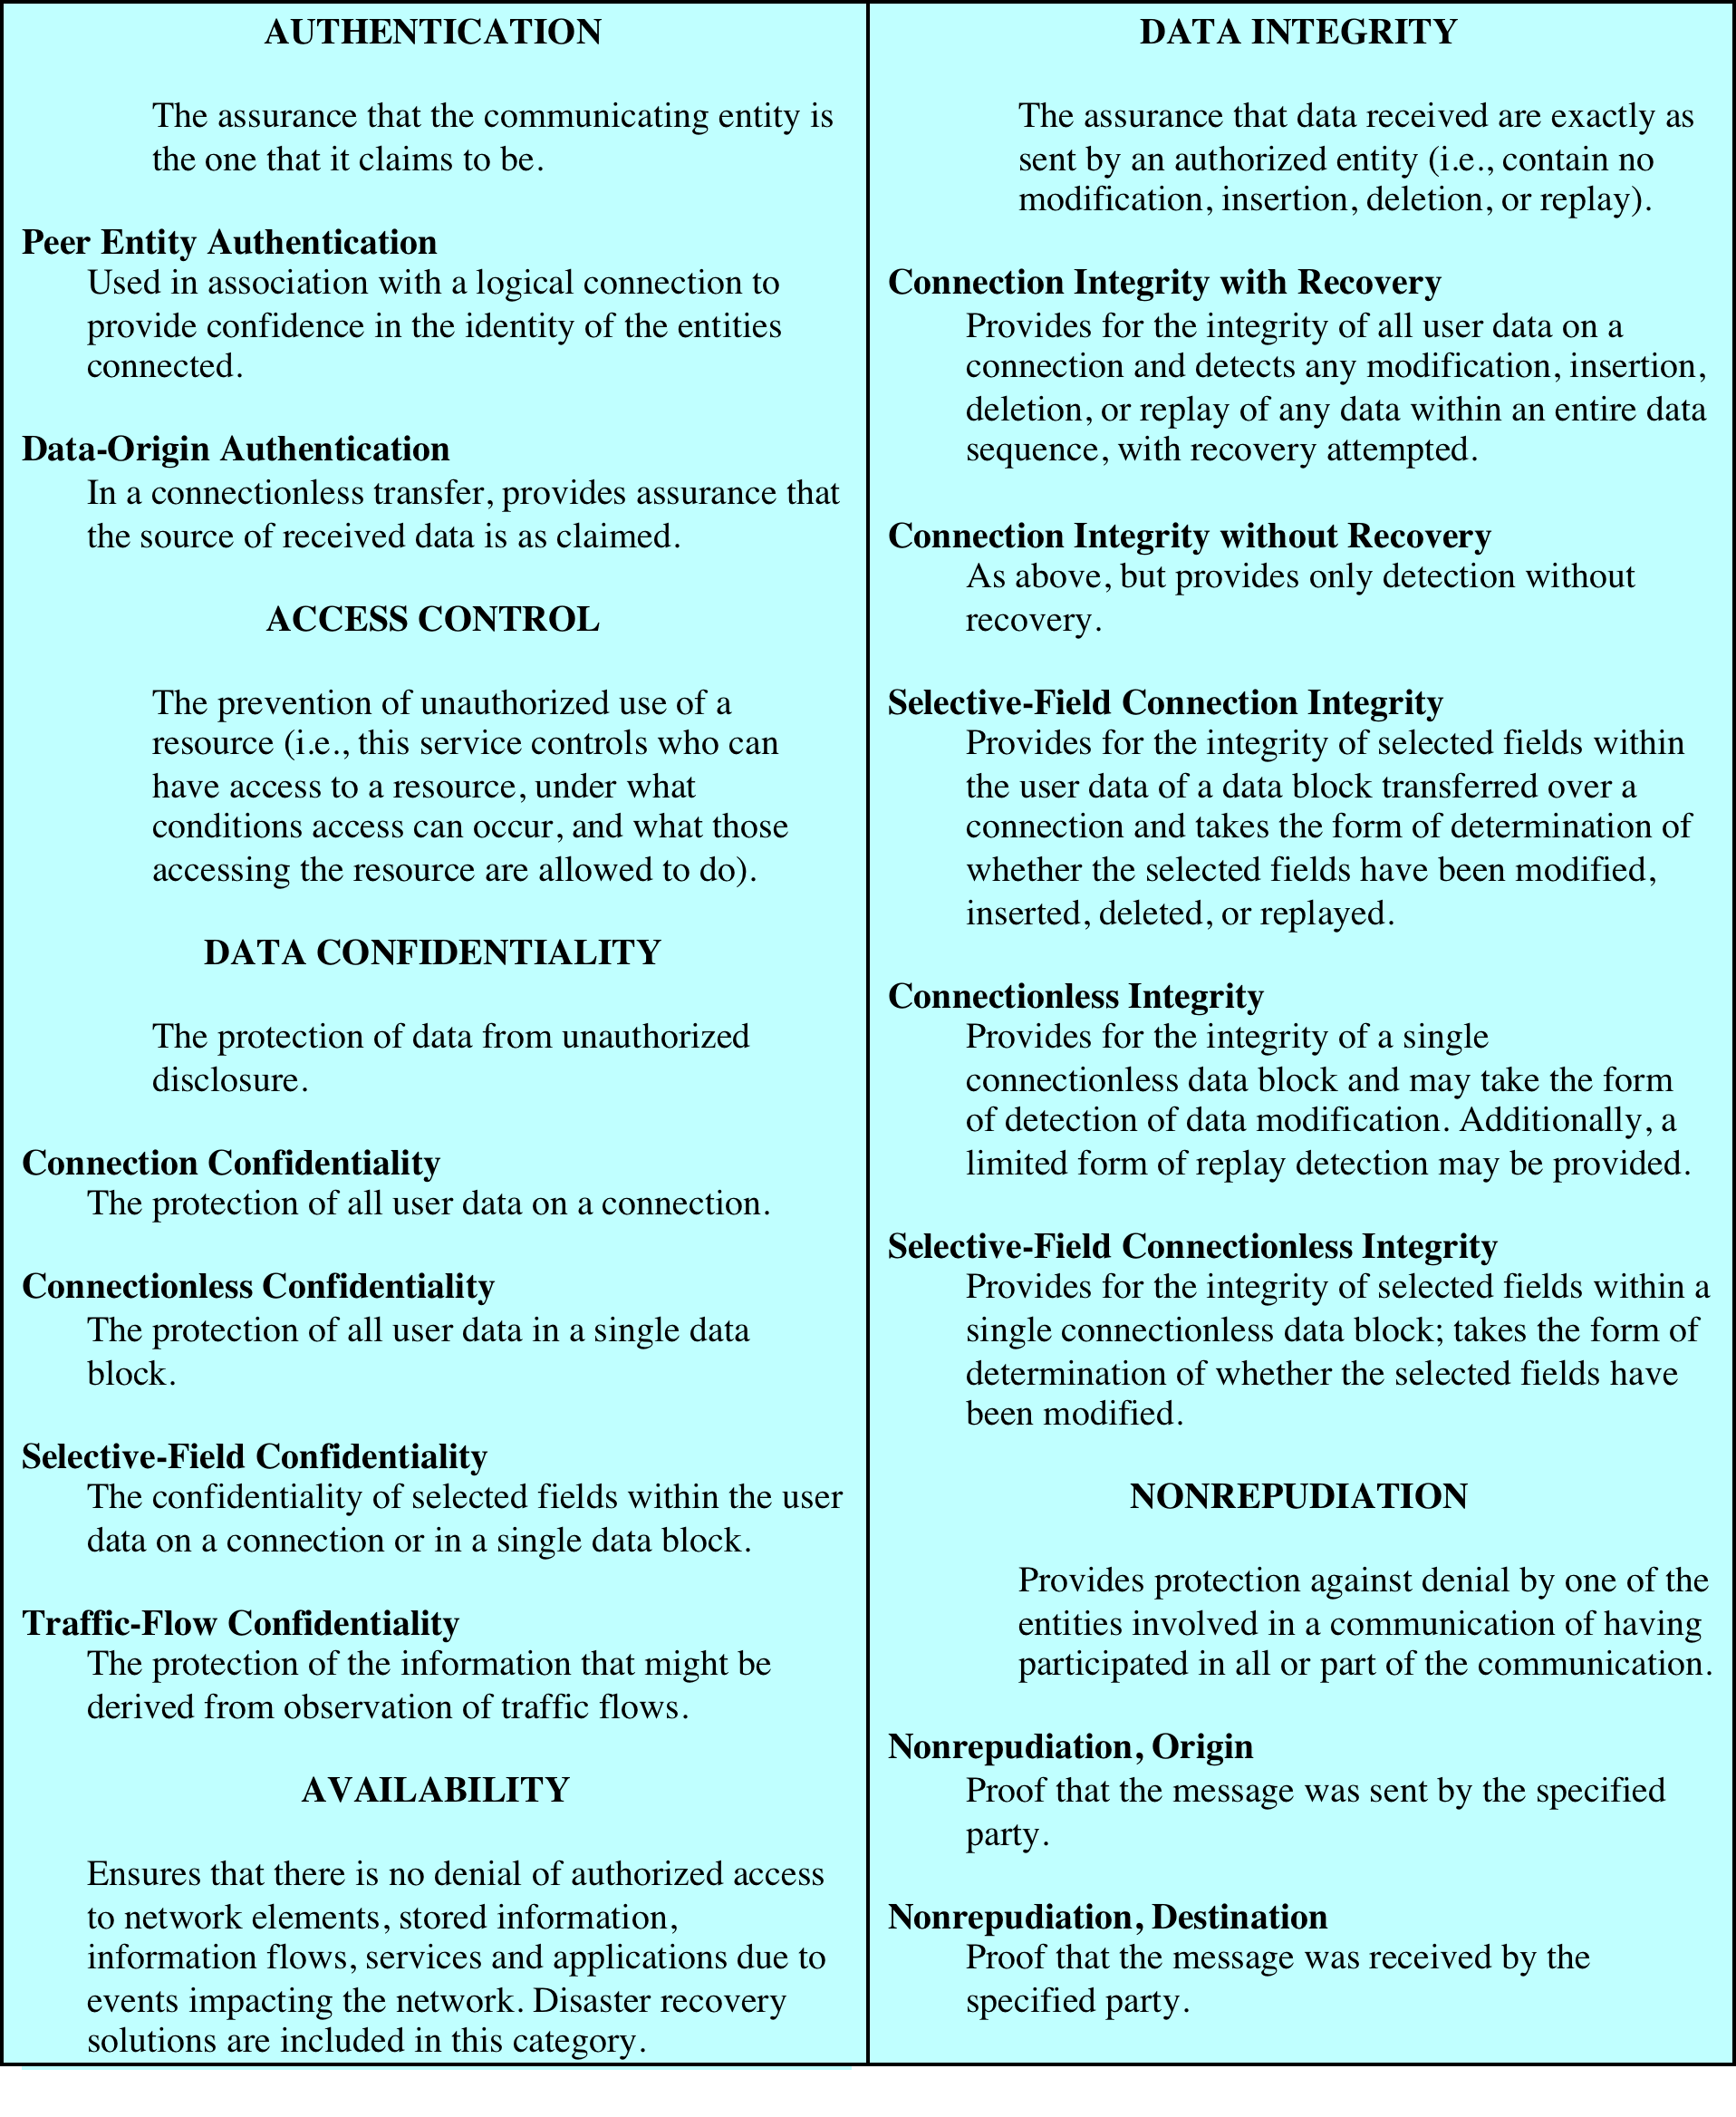 AUTHENTICATION
The assurance that the communicating entity is
the one that it claims to be.
Peer Entity Authentication
Used in association with a logical connection to
provide confidence in the identity of the entities
connected.
Data-Origin Authentication
In a connectionless transfer, provides assurance that
the source of received data is as claimed.
ACCESS CONTROL
The prevention of unauthorized use of a
resource (i.e., this service controls who can
have access to a resource, under what
conditions access can occur, and what those
accessing the resource are allowed to do).
DATA CONFIDENTIALITY
The protection of data from unauthorized
disclosure.
Connection Confidentiality
The protection of all user data on a connection.
Connectionless Confidentiality
The protection of all user data in a single data
block.
Selective-Field Confidentiality
The confidentiality of selected fields within the user
data on a connection or in a single data block.
Traffic-Flow Confidentiality
The protection of the information that might be
derived from observation of traffic flows.
AVAILABILITY
Ensures that there is no denial of authorized access
to network elements, stored information,
information flows, services and applications due to
events impacting the network. Disaster recovery
solutions are included in this category.
DATA INTEGRITY
The assurance that data received are exactly as
sent by an authorized entity (i.e., contain no
modification, insertion, deletion, or replay).
Connection Integrity with Recovery
Provides for the integrity of all user data on a
connection and detects any modification, insertion,
deletion, or replay of any data within an entire data
sequence, with recovery attempted.
Connection Integrity without Recovery
As above, but provides only detection without
recovery.
Selective-Field Connection Integrity
Provides for the integrity of selected fields within
the user data of a data block transferred over a
connection and takes the form of determination of
whether the selected fields have been modified,
inserted, deleted, or replayed.
Connectionless Integrity
Provides for the integrity of a single
connectionless data block and may take the form
of detection of data modification. Additionally, a
limited form of replay detection may be provided.
Selective-Field Connectionless Integrity
Provides for the integrity of selected fields within a
single connectionless data block; takes the form of
determination of whether the selected fields have
been modified.
NONREPUDIATION
Provides protection against denial by one of the
entities involved in a communication of having
participated in all or part of the communication.
Nonrepudiation, Origin
Proof that the message was sent by the specified
party.
Nonrepudiation, Destination
Proof that the message was received by the
specified party.